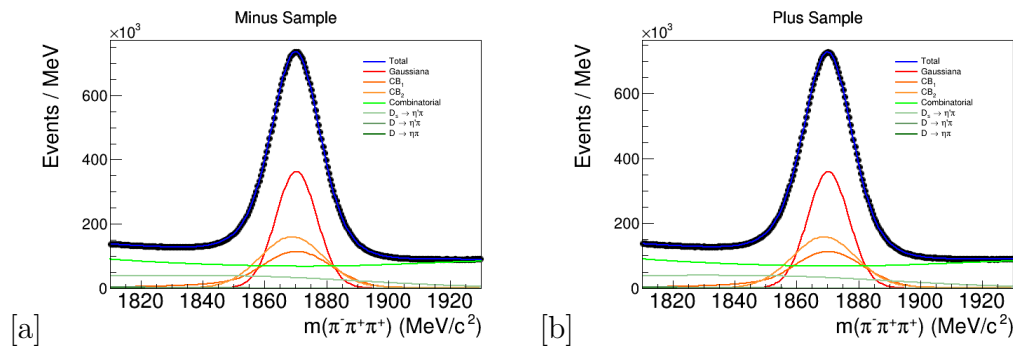 Minus Sample
×10³
Events / MeV
600
400
200
0
Total
Gaussiana
CB₁
CB₂
Combinatorial
Dₛ → η'π
D → η'π
D → ηπ
1820 1840 1860 1880 1900 1920
m(π⁻π⁺π⁺) (MeV/c²)
[a]
Plus Sample
×10³
Events / MeV
600
400
200
0
Total
Gaussiana
CB₁
CB₂
Combinatorial
Dₛ → η'π
D → η'π
D → ηπ
1820 1840 1860 1880 1900 1920
m(π⁻π⁺π⁺) (MeV/c²)
[b]